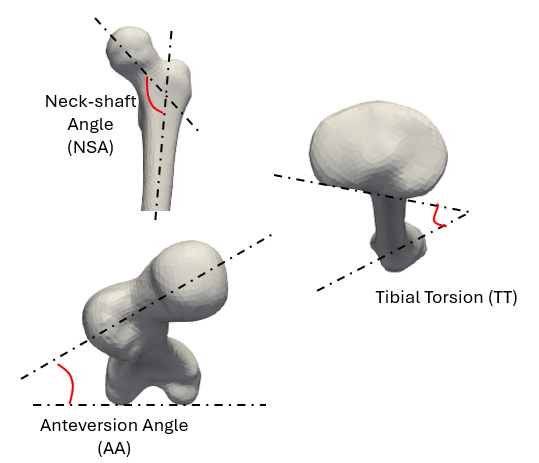 Neck-shaft
Angle
(NSA)
Tibial Torsion (TT)
Anteversion Angle
(AA)